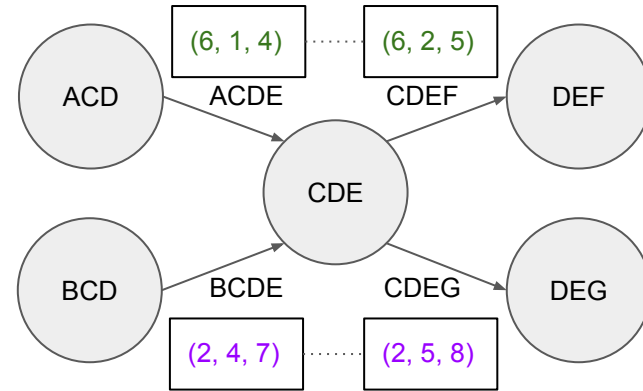 (6, 1, 4) (6, 2, 5)
ACD ACDE CDEF DEF
CDE
BCD BCDE CDEG DEG
(2, 4, 7) (2, 5, 8)